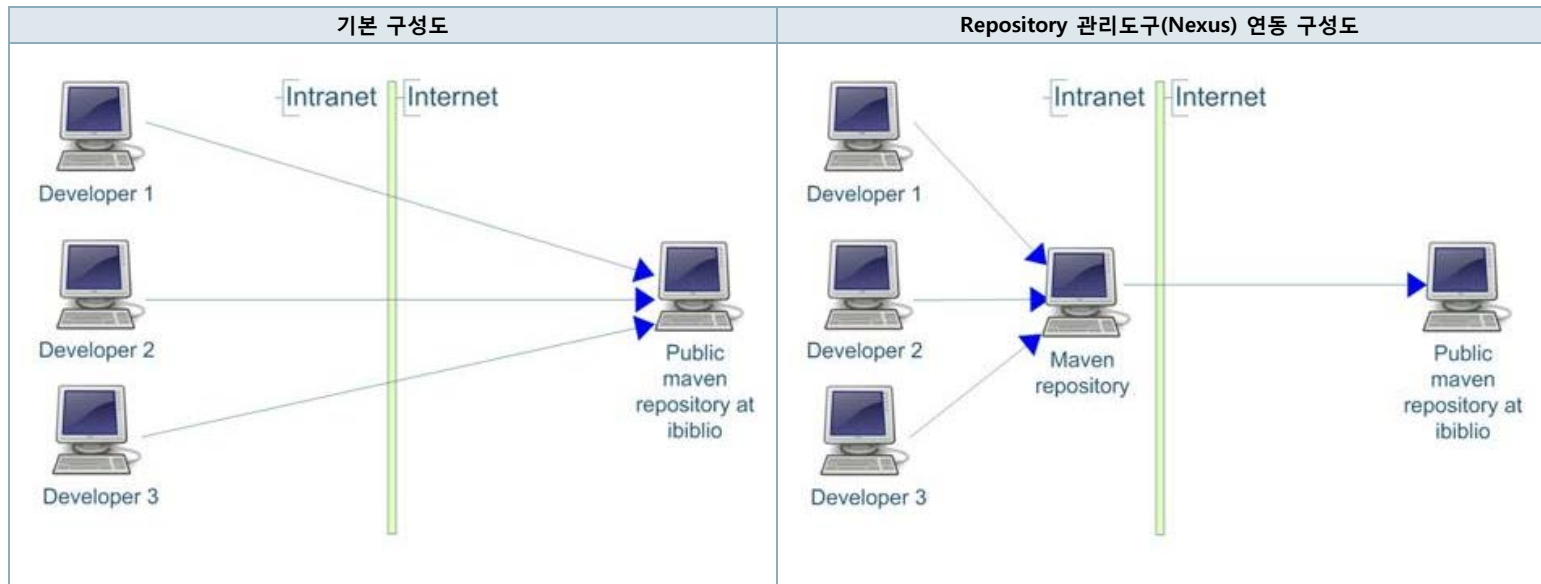 기본 구성도
Intranet
Internet
Developer 1
Developer 2
Developer 3
Public
maven
repository at
ibiblio
Repository 관리도구(Nexus) 연동 구성도
Intranet
Internet
Developer 1
Developer 2
Developer 3
Maven
repository
Public
maven
repository at
ibiblio